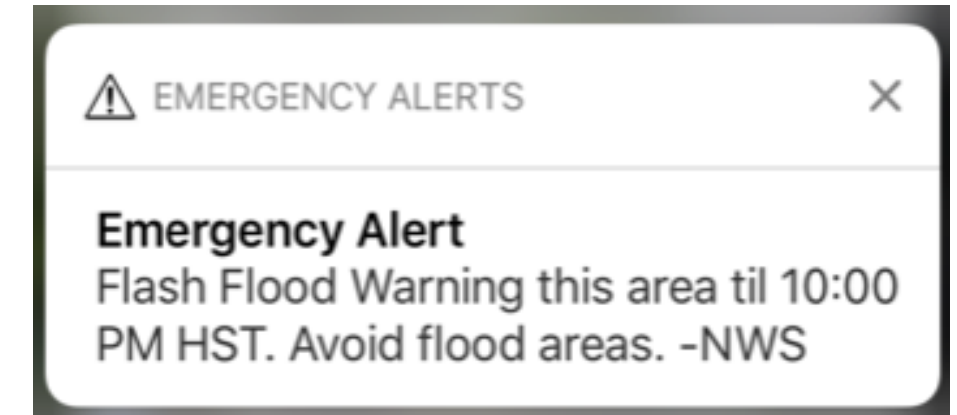 EMERGENCY ALERTS
Emergency Alert
Flash Flood Warning this area til 10:00
PM HST. Avoid flood areas. -NWS